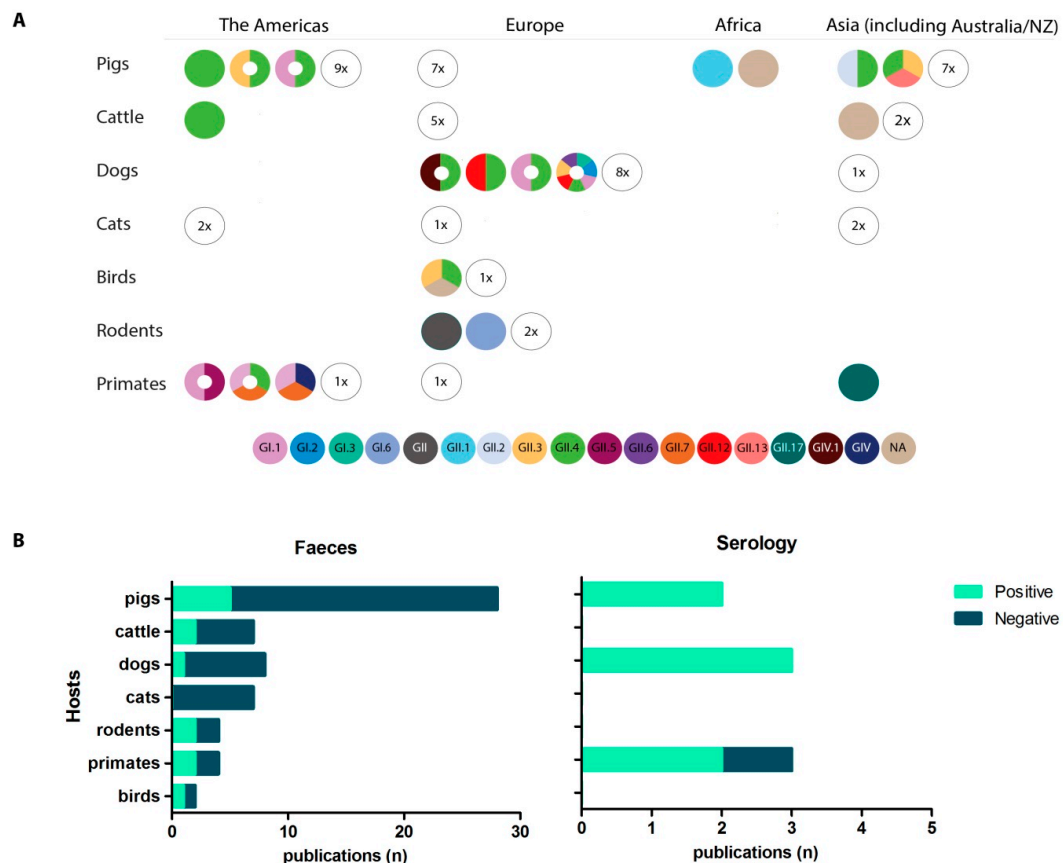 A
The Americas Europe Africa Asia (including Australia/NZ)
Pigs 9x 7x 7x
Cattle 5x 2x
Dogs 8x 1x
Cats 2x 1x 2x
Birds 1x
Rodents 2x
Primates 1x 1x
GI.1 GI.2 GI.3 GI.6 GII GII.1 GII.2 GII.3 GII.4 GII.5 GII.6 GII.7 GII.12 GII.13 GII.17 GIV.1 GIV NA
B
Faeces
Hosts
pigs
cattle
dogs
cats
rodents
primates
birds
0 10 20 30
publications (n)
Serology
0 1 2 3 4 5
publications (n)
Positive
Negative